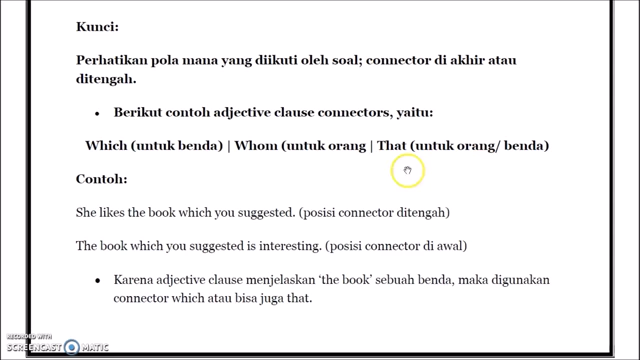 Kunci:
Perhatikan pola mana yang diikuti oleh soal; connector di akhir atau
ditengah.
• Berikut contoh adjective clause connectors, yaitu:
Which (untuk benda) | Whom (untuk orang | That (untuk orang/ benda)
Contoh:
She likes the book which you suggested. (posisi connector ditengah)
The book which you suggested is interesting. (posisi connector di awal)
• Karena adjective clause menjelaskan ‘the book’ sebuah benda, maka digunakan
connector which atau bisa juga that.
RECORDED WITH
SCREENCAST MATIC